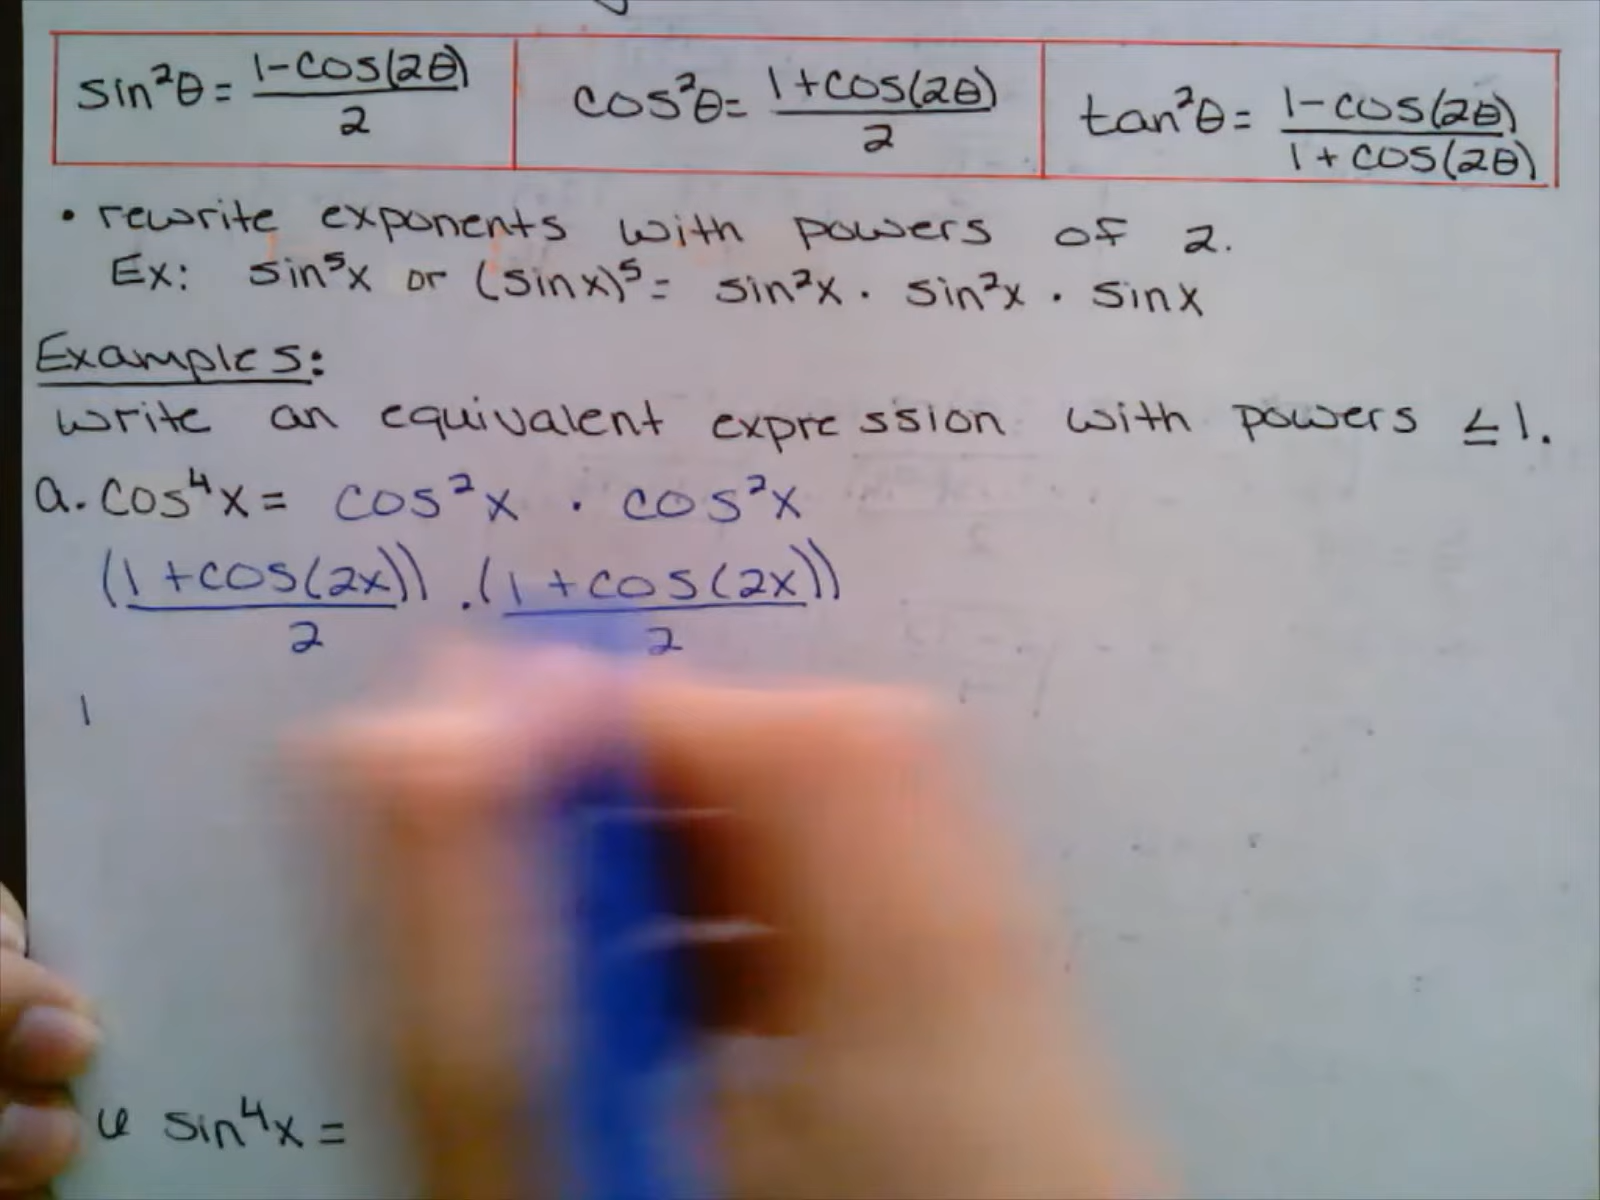 sin²θ = (1-cos(2θ))/2 cos²θ = (1+cos(2θ))/2 tan²θ = (1-cos(2θ))/(1+cos(2θ))
• rewrite exponents with powers of 2.
Ex: sin⁵x or (sinx)⁵ = sin²x · sin²x · sinx
Examples:
Write an equivalent expression with powers ≤ 1.
a. cos⁴x = cos²x · cos²x
(1+cos(2x))/2 · (1+cos(2x))/2
1
sin⁴x =